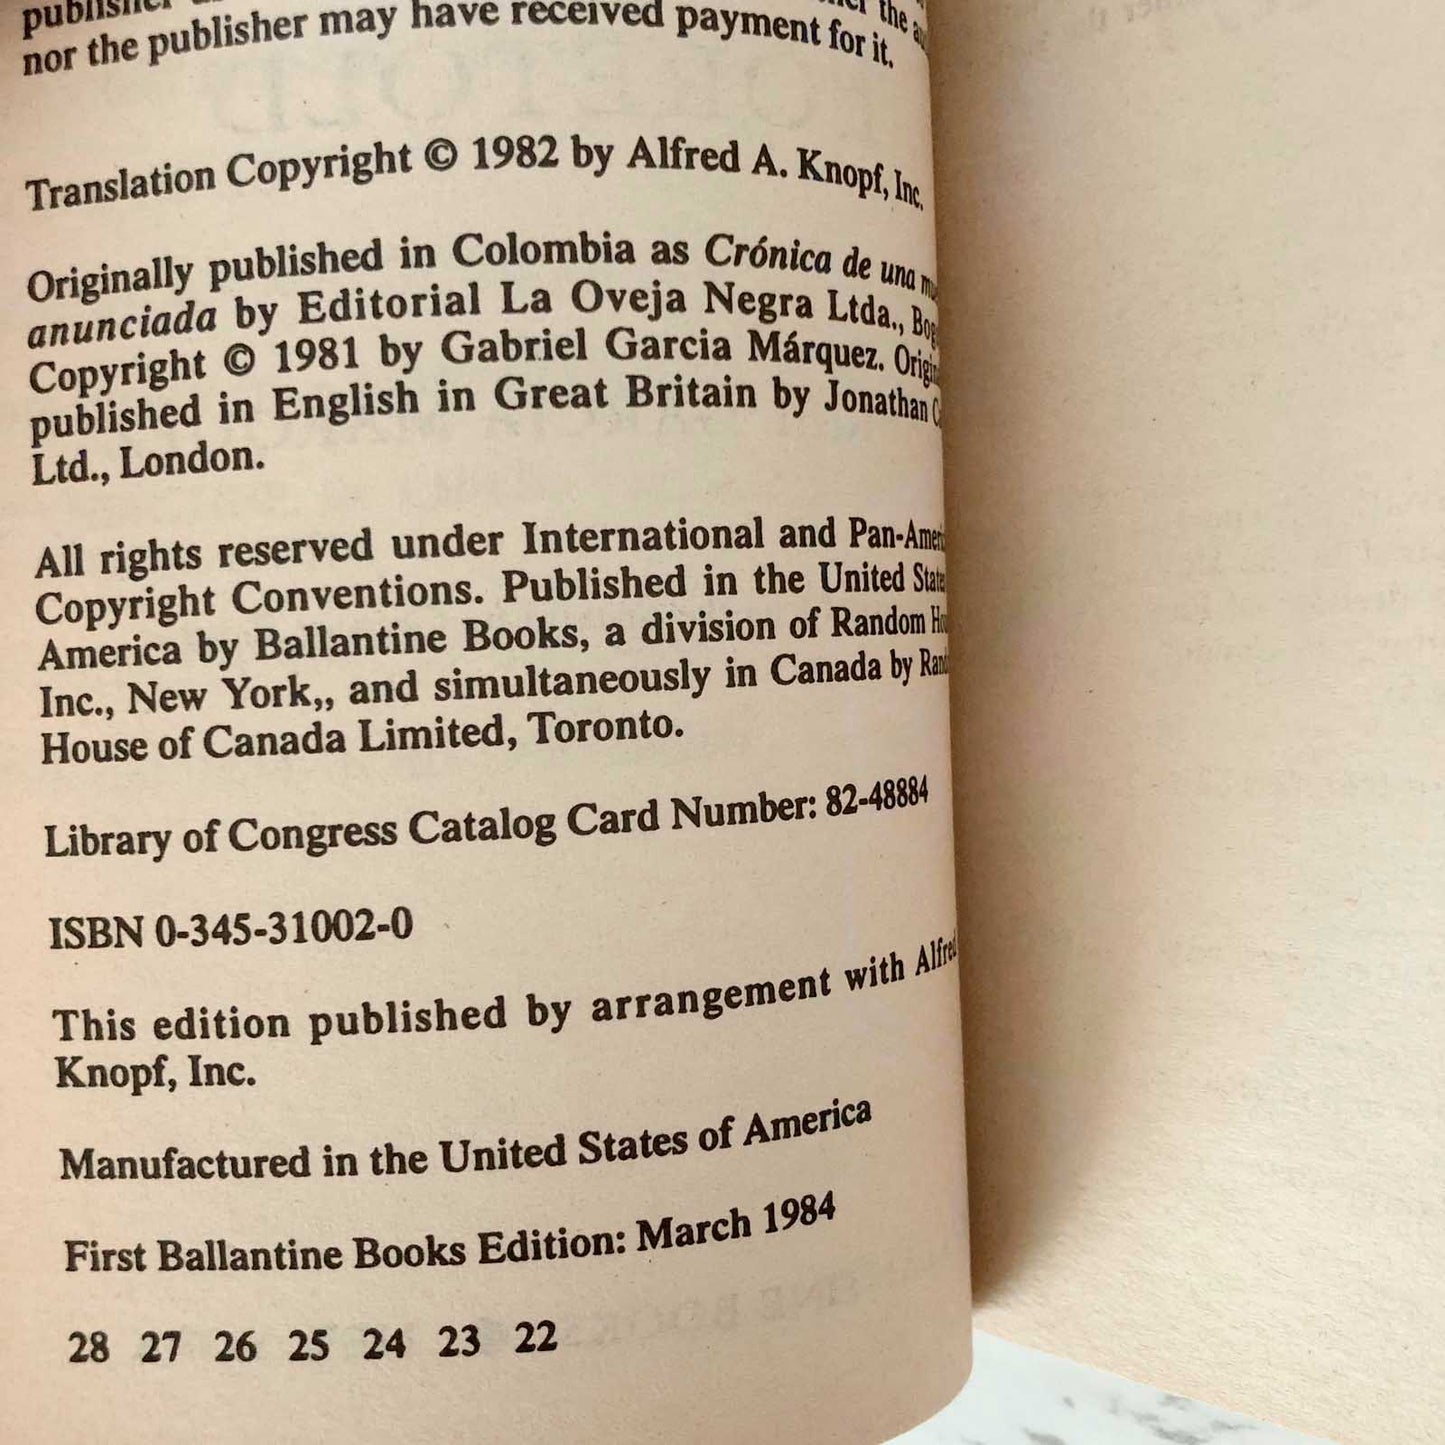 publisher
nor the publisher may have received payment for it.
Translation Copyright © 1982 by Alfred A. Knopf, Inc.
Originally published in Colombia as Crónica de una
anunciada by Editorial La Oveja Negra Ltda.,
Copyright © 1981 by Gabriel Garcia Márquez.
published in English in Great Britain by Jonathan
Ltd., London.
All rights reserved under International and
Copyright Conventions. Published in the United
America by Ballantine Books, a division of Random
Inc., New York,, and simultaneously in Canada by
House of Canada Limited, Toronto.
Library of Congress Catalog Card Number: 82-48884
ISBN 0-345-31002-0
This edition published by arrangement with
Knopf, Inc.
Manufactured in the United States of America
First Ballantine Books Edition: March 1984
28 27 26 25 24 23 22